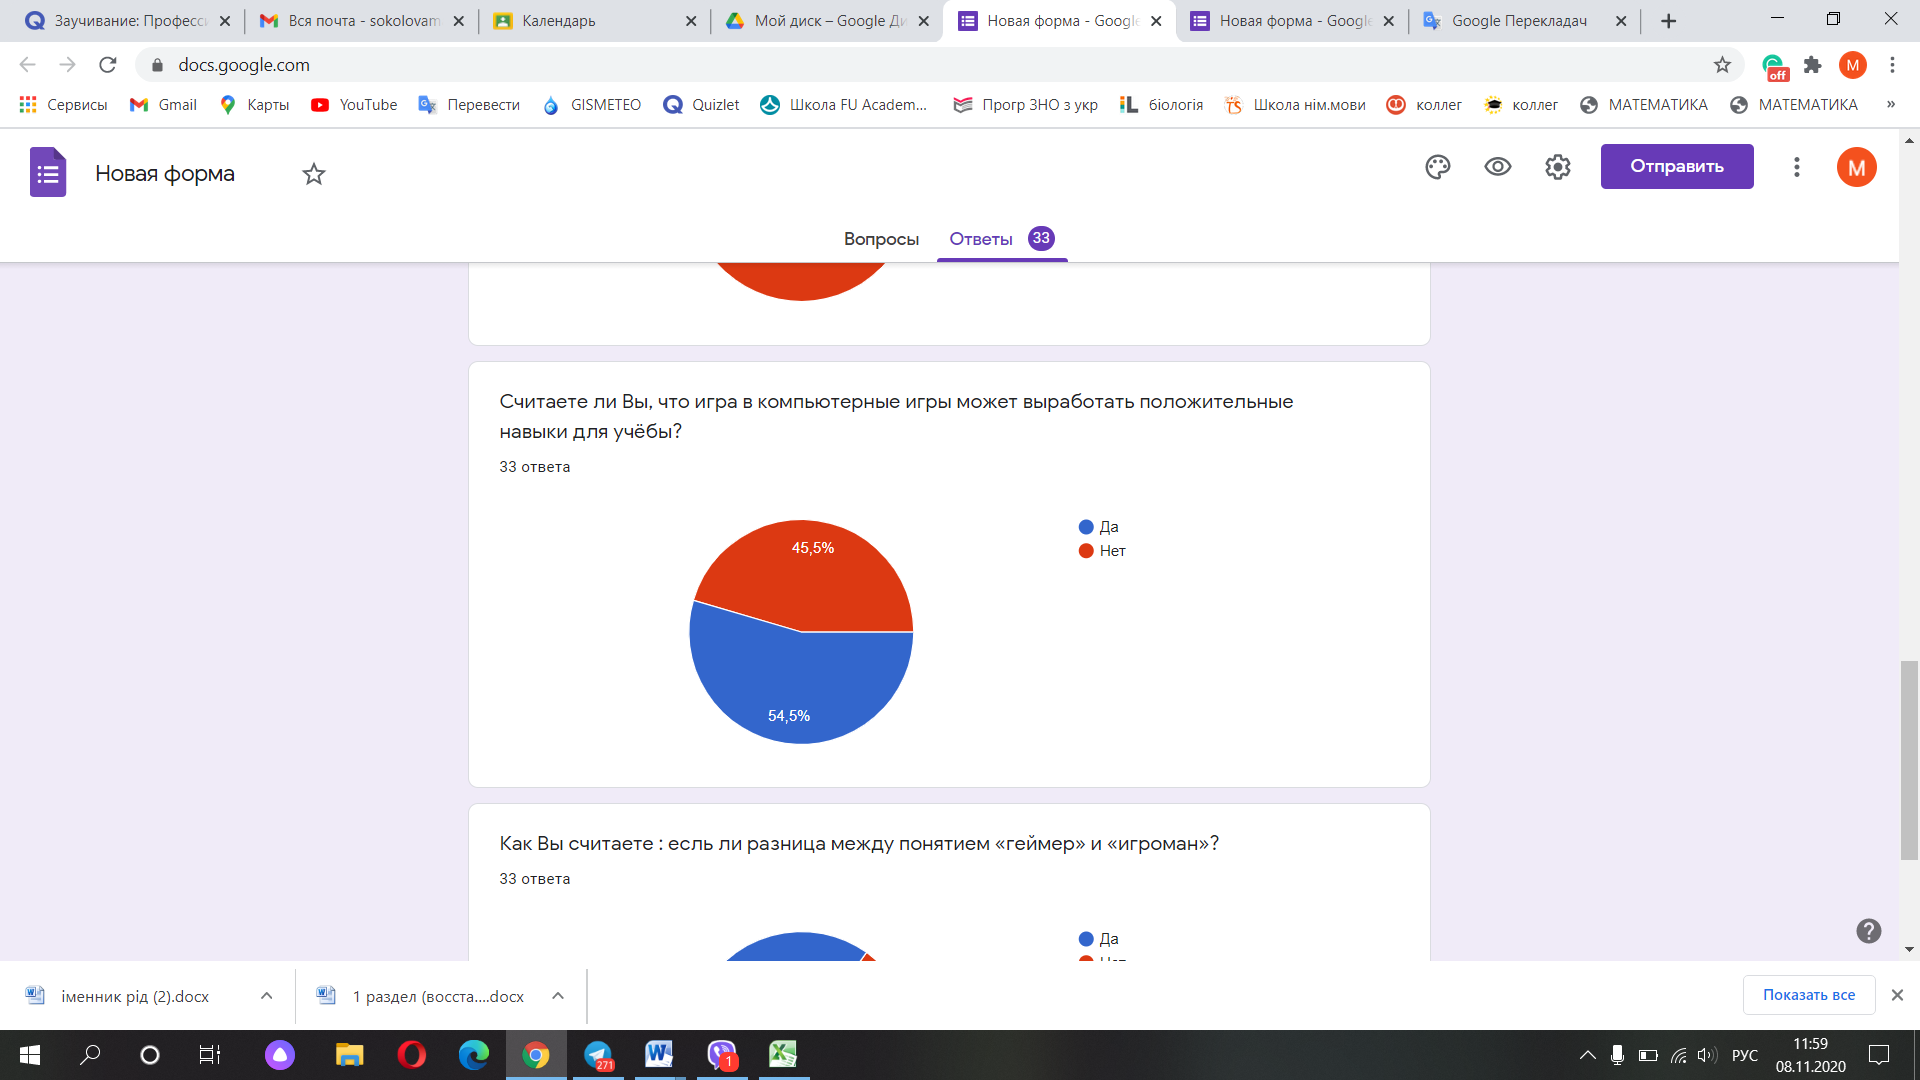 Заучивание: Професси
Вся почта - sokolovam
Календарь
Мой диск – Google Ди
Новая форма - Google
Новая форма - Google
Google Перекладач
docs.google.com
off
M
Сервисы
Gmail
Карты
YouTube
Перевести
GISMETEO
Quizlet
Школа FU Academ...
Прогр ЗНО з укр
біологія
Школа нім.мови
коллег
коллег
МАТЕМАТИКА
МАТЕМАТИКА
»
Новая форма
Отправить
M
Вопросы
Ответы 33
Считаете ли Вы, что игра в компьютерные игры может выработать положительные
навыки для учёбы?
33 ответа
Да
Нет
45,5%
54,5%
Как Вы считаете : есль ли разница между понятием «геймер» и «игроман»?
33 ответа
Да
іменник рід (2).docx
1 раздел (восста....docx
Показать все
271
1
РУС
11:59
08.11.2020